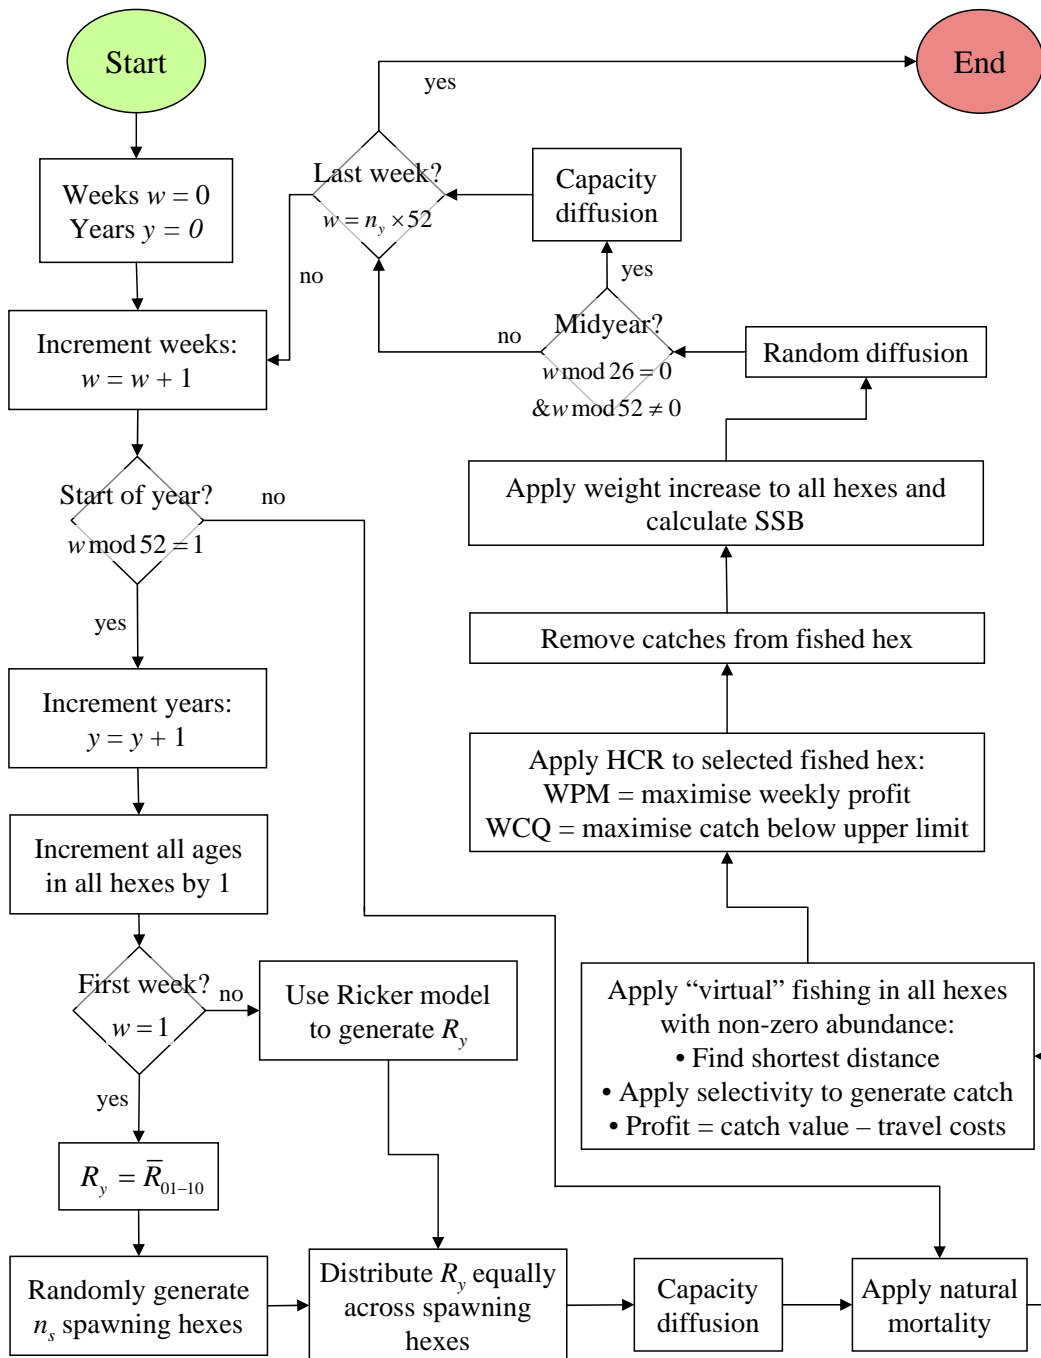 Start
End
yes
Last week?
w = n_y × 52
Capacity
diffusion
Weeks w = 0
Years y = 0
no
yes
Midyear?
w mod 26 = 0
& w mod 52 ≠ 0
no
Random diffusion
Increment weeks:
w = w + 1
Start of year?
w mod 52 = 1
no
yes
Apply weight increase to all hexes and
calculate SSB
Remove catches from fished hex
Increment years:
y = y + 1
Apply HCR to selected fished hex:
WPM = maximise weekly profit
WCQ = maximise catch below upper limit
Increment all ages
in all hexes by 1
First week?
w = 1
no
yes
Use Ricker model
to generate R_y
Apply “virtual” fishing in all hexes
with non-zero abundance:
• Find shortest distance
• Apply selectivity to generate catch
• Profit = catch value – travel costs
R_y = R̅_01–10
Randomly generate
n_s spawning hexes
Distribute R_y equally
across spawning
hexes
Capacity
diffusion
Apply natural
mortality